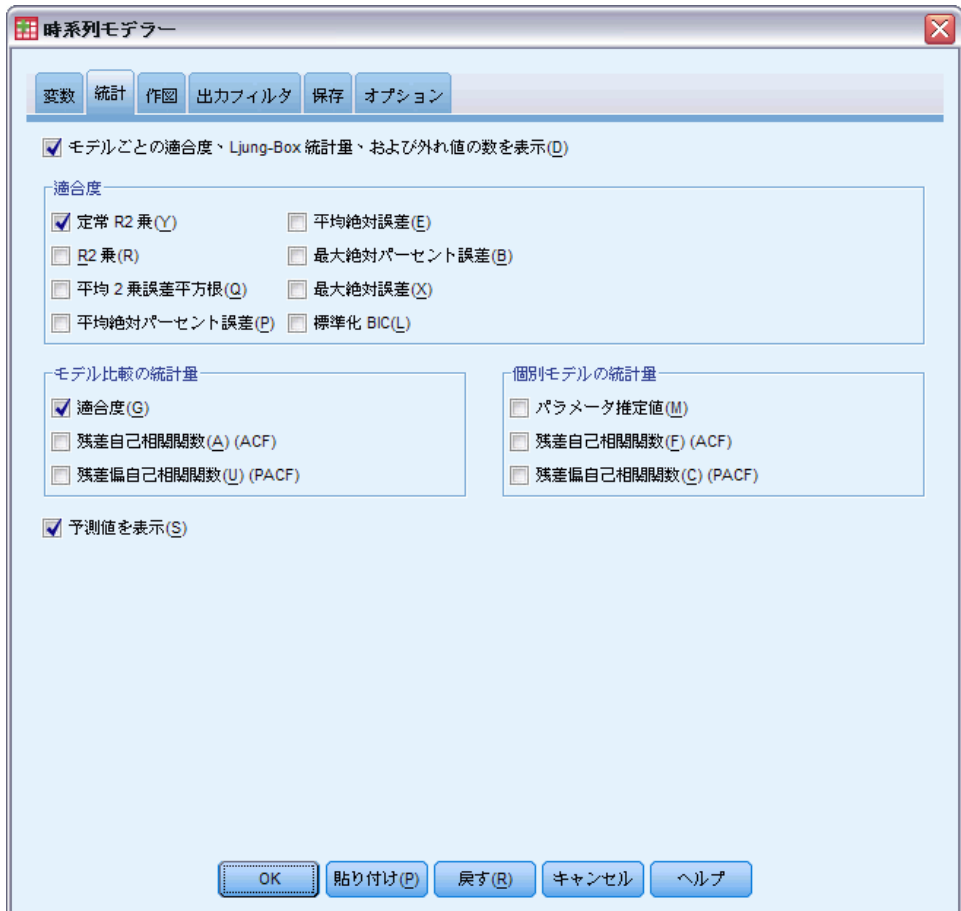 時系列モデラー
変数 統計 作図 出力フィルタ 保存 オプション
モデルごとの適合度、Ljung-Box 統計量、および外れ値の数を表示(D)
適合度
定常 R2 乗(Y) 平均絶対誤差(E)
R2 乗(R) 最大絶対パーセント誤差(B)
平均 2 乗誤差平方根(Q) 最大絶対誤差(X)
平均絶対パーセント誤差(P) 標準化 BIC(L)
モデル比較の統計量
適合度(G)
残差自己相関関数(A) (ACF)
残差偏自己相関関数(U) (PACF)
個別モデルの統計量
パラメータ推定値(M)
残差自己相関関数(F) (ACF)
残差偏自己相関関数(C) (PACF)
予測値を表示(S)
OK 貼り付け(P) 戻す(R) キャンセル ヘルプ